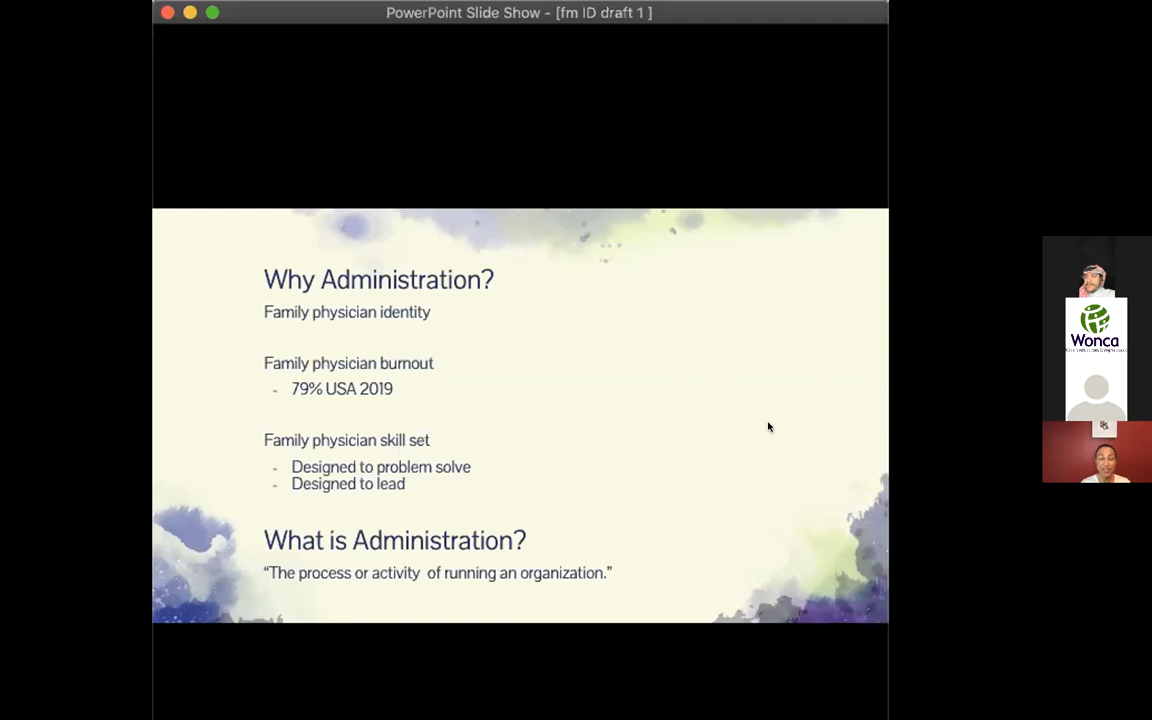 PowerPoint Slide Show - [fm ID draft 1 ]
Why Administration?
Family physician identity
Family physician burnout
- 79% USA 2019
Family physician skill set
- Designed to problem solve
- Designed to lead
What is Administration?
“The process or activity of running an organization.”
Wonca